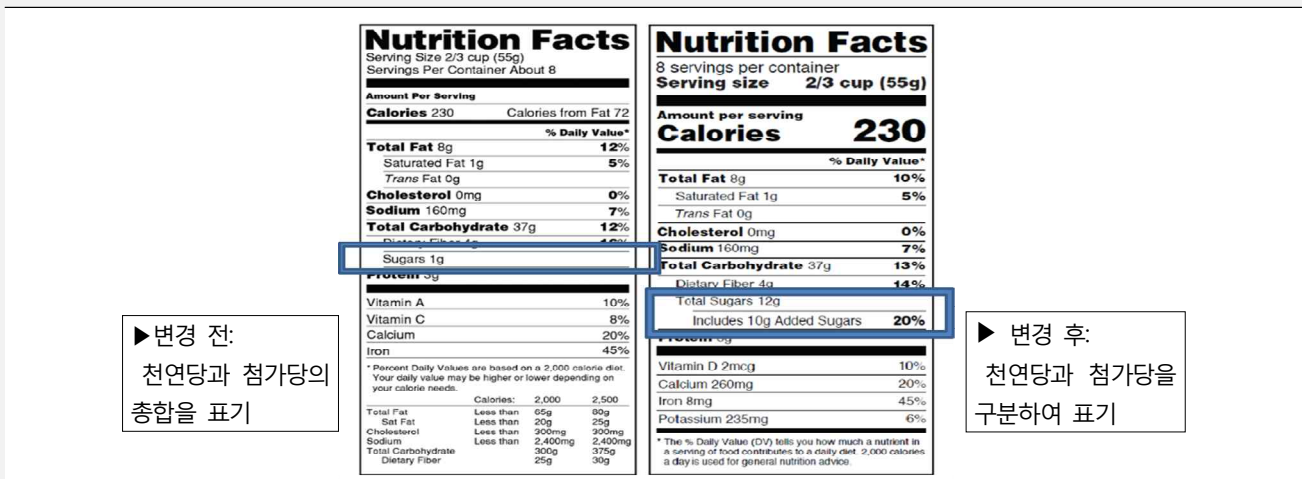 Nutrition Facts
Serving Size 2/3 cup (55g)
Servings Per Container About 8
Amount Per Serving
Calories 230 Calories from Fat 72
% Daily Value*
Total Fat 8g 12%
Saturated Fat 1g 5%
Trans Fat 0g
Cholesterol 0mg 0%
Sodium 160mg 7%
Total Carbohydrate 37g 12%
Dietary Fiber 4g 16%
Sugars 1g
Protein 3g
Vitamin A 10%
Vitamin C 8%
Calcium 20%
Iron 45%
* Percent Daily Values are based on a 2,000 calorie diet.
Your daily value may be higher or lower depending on
your calorie needs.
Calories: 2,000 2,500
Total Fat Less than 65g 80g
Sat Fat Less than 20g 25g
Cholesterol Less than 300mg 300mg
Sodium Less than 2,400mg 2,400mg
Total Carbohydrate 300g 375g
Dietary Fiber 25g 30g
Nutrition Facts
8 servings per container
Serving size 2/3 cup (55g)
Amount per serving
Calories 230
% Daily Value*
Total Fat 8g 10%
Saturated Fat 1g 5%
Trans Fat 0g
Cholesterol 0mg 0%
Sodium 160mg 7%
Total Carbohydrate 37g 13%
Dietary Fiber 4g 14%
Total Sugars 12g
Includes 10g Added Sugars 20%
Protein 3g
Vitamin D 2mcg 10%
Calcium 260mg 20%
Iron 8mg 45%
Potassium 235mg 6%
* The % Daily Value (DV) tells you how much a nutrient in
a serving of food contributes to a daily diet. 2,000 calories
a day is used for general nutrition advice.
▶변경 전:
천연당과 첨가당의
총합을 표기
▶ 변경 후:
천연당과 첨가당을
구분하여 표기